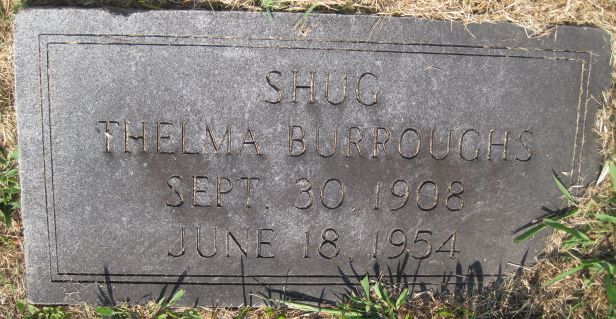 SHUG
THELMA BURROUGHS
SEPT. 30, 1908
JUNE 18, 1954